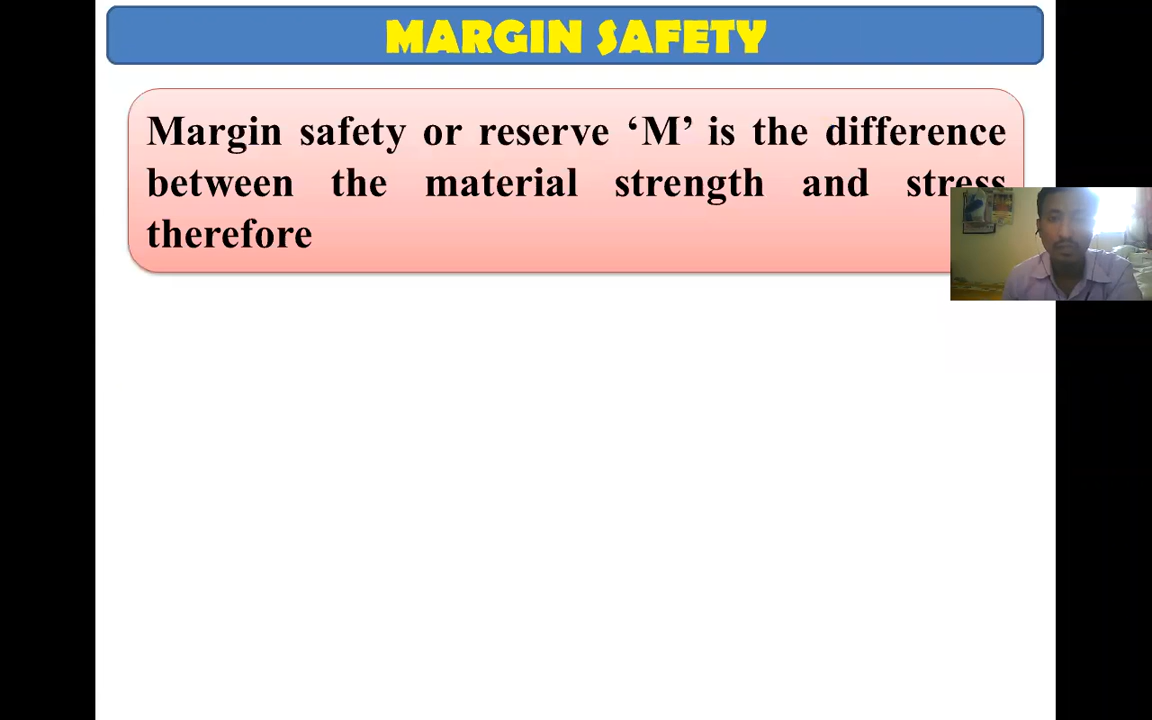 MARGIN SAFETY
Margin safety or reserve ‘M’ is the difference
between the material strength and stress
therefore